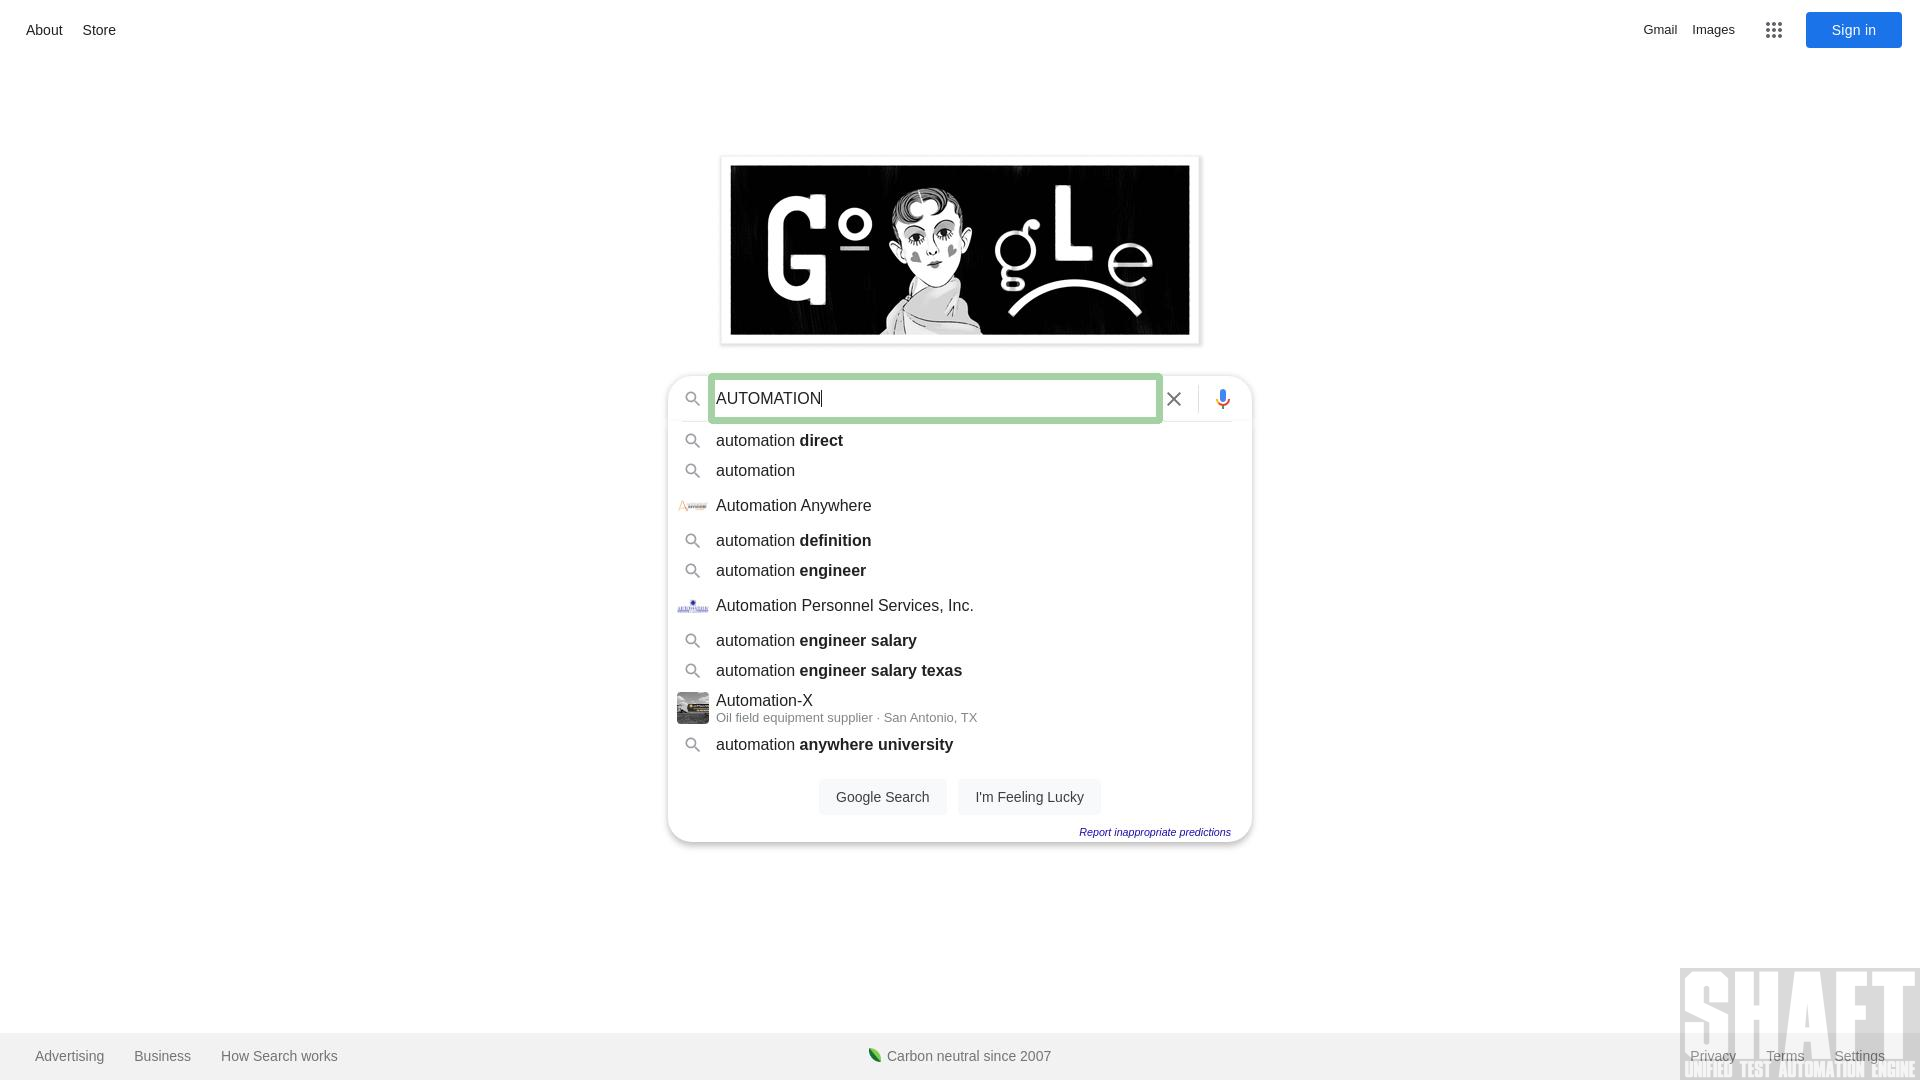 About Store
Gmail Images Sign in
GoogLe
AUTOMATION
automation direct
automation
Automation Anywhere
automation definition
automation engineer
Automation Personnel Services, Inc.
automation engineer salary
automation engineer salary texas
Automation-X
Oil field equipment supplier · San Antonio, TX
automation anywhere university
Google Search I'm Feeling Lucky
Report inappropriate predictions
Advertising Business How Search works
Carbon neutral since 2007
Privacy Terms Settings
SHAFT
UNIFIED TEST AUTOMATION ENGINE